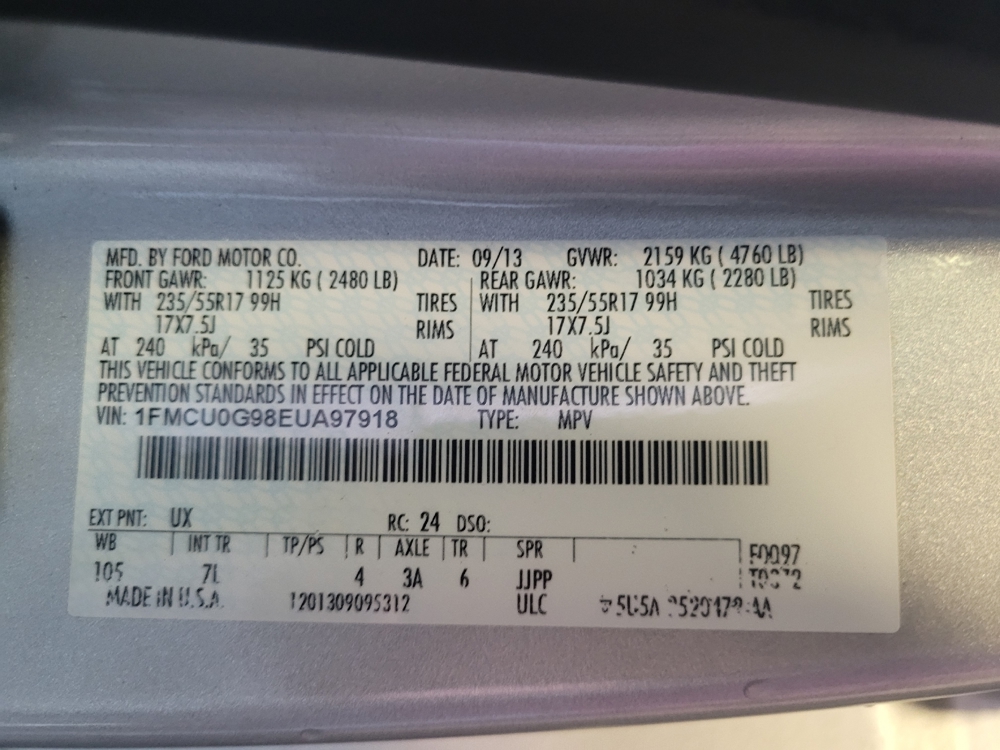 MFD. BY FORD MOTOR CO. DATE: 09/13 GVWR: 2159 KG ( 4760 LB)
FRONT GAWR: 1125 KG ( 2480 LB) REAR GAWR: 1034 KG ( 2280 LB)
WITH 235/55R17 99H TIRES WITH 235/55R17 99H TIRES
17X7.5J RIMS 17X7.5J RIMS
AT 240 kPa/ 35 PSI COLD AT 240 kPa/ 35 PSI COLD
THIS VEHICLE CONFORMS TO ALL APPLICABLE FEDERAL MOTOR VEHICLE SAFETY AND THEFT
PREVENTION STANDARDS IN EFFECT ON THE DATE OF MANUFACTURE SHOWN ABOVE.
VIN: 1FMCU0G98EUA97918 TYPE: MPV
EXT PNT: UX RC: 24 DSO:
WB INT TR TP/PS R AXLE TR SPR
105 7L 4 3A 6 JJPP
MADE IN U.S.A. 1201309095312 ULC